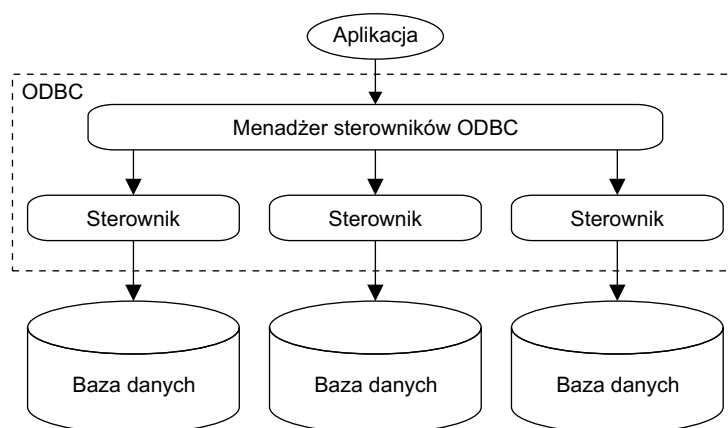 Aplikacja
ODBC
Menadżer sterowników ODBC
Sterownik
Sterownik
Sterownik
Baza danych
Baza danych
Baza danych